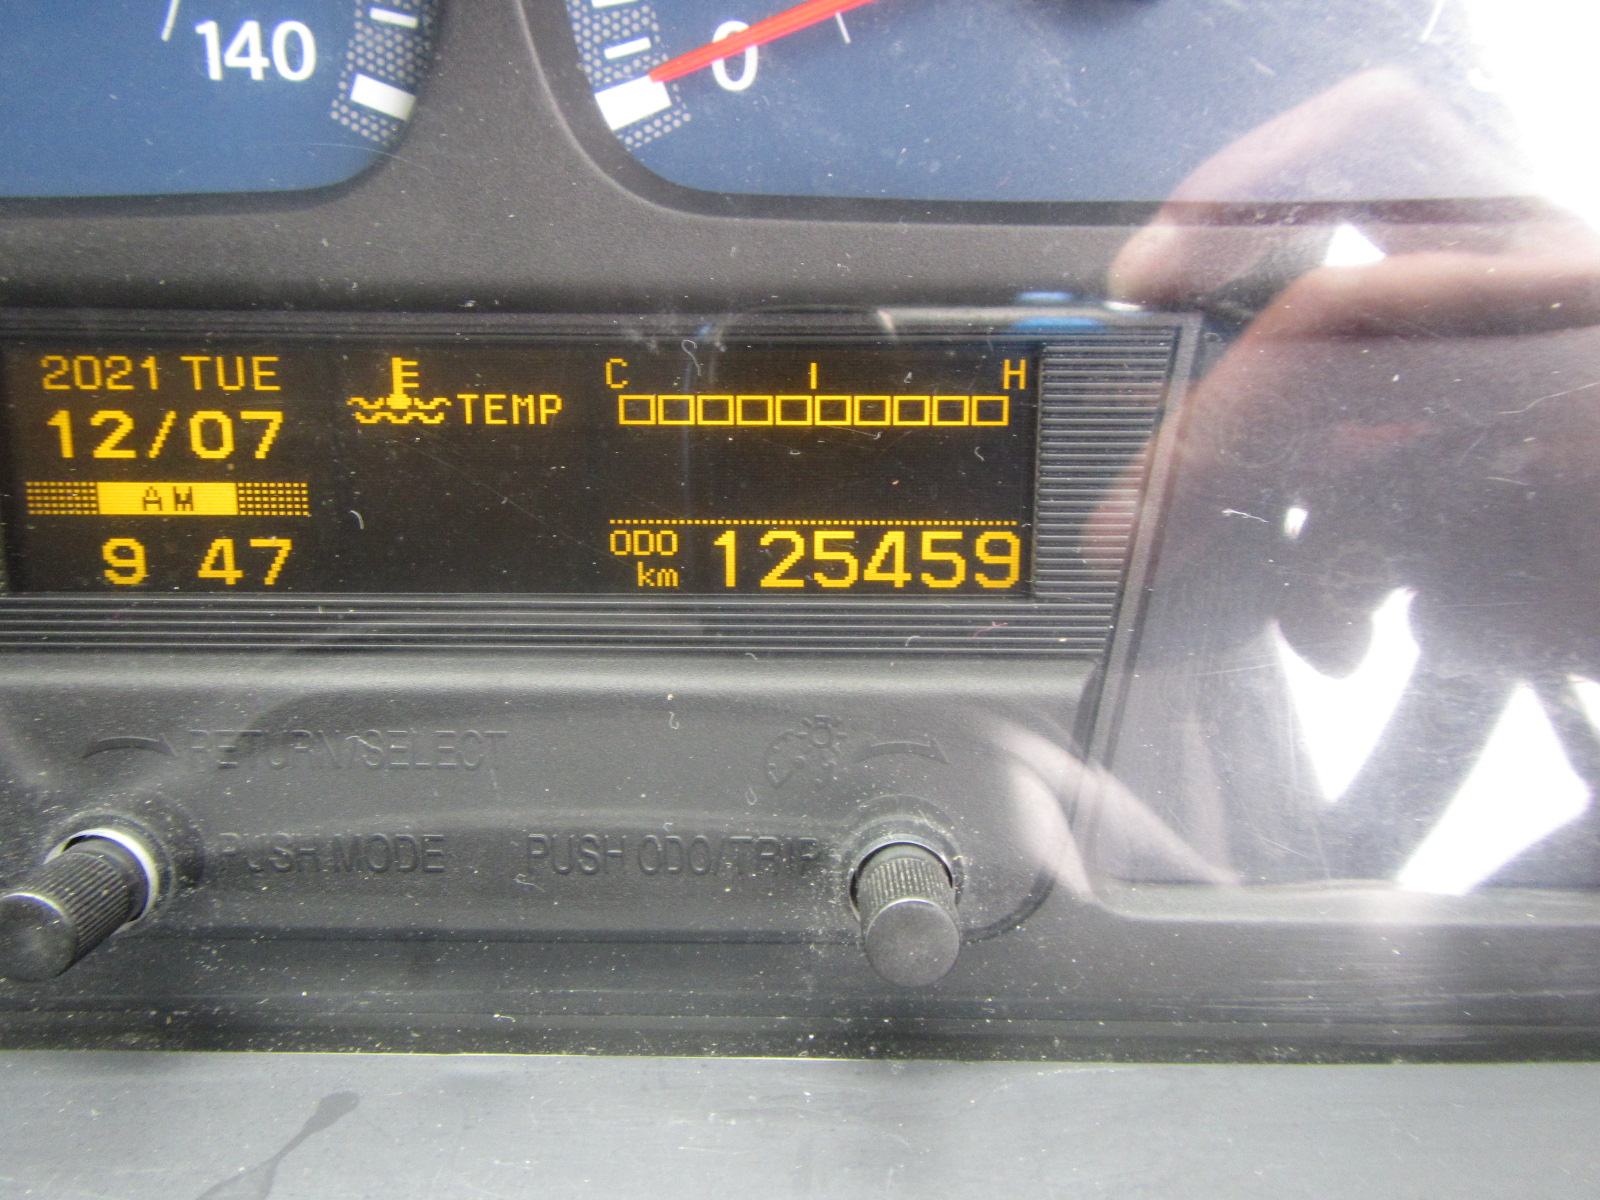 140
0
2021 TUE
12/07
AM
9 47
TEMP
C H
ODO
km
125459
RETURN/SELECT
PUSH MODE
PUSH ODO/TRIP